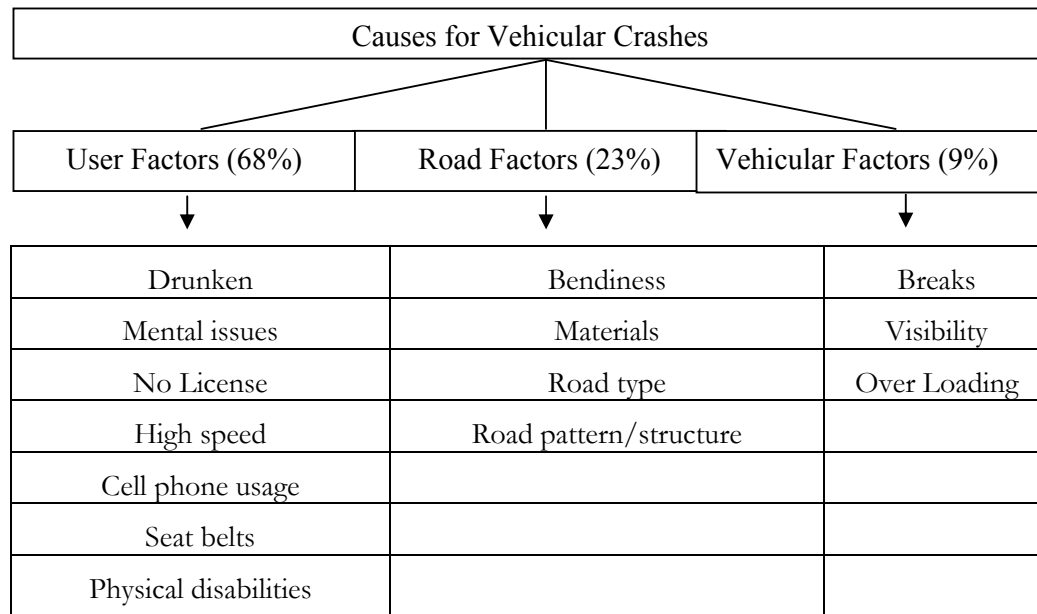 Causes for Vehicular Crashes
User Factors (68%) Road Factors (23%) Vehicular Factors (9%)
Drunken Bendiness Breaks
Mental issues Materials Visibility
No License Road type Over Loading
High speed Road pattern/structure
Cell phone usage
Seat belts
Physical disabilities